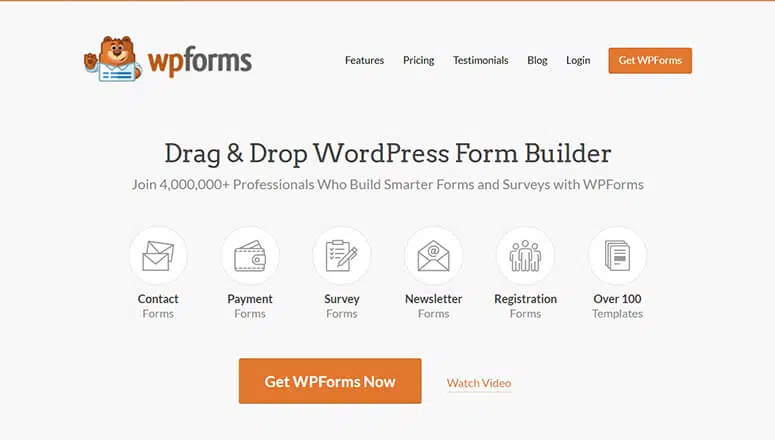 wpforms
Features Pricing Testimonials Blog Login Get WPForms
Drag & Drop WordPress Form Builder
Join 4,000,000+ Professionals Who Build Smarter Forms and Surveys with WPForms
@
Contact Payment Survey Newsletter Registration Over 100
Forms Forms Forms Forms Forms Templates
Get WPForms Now Watch Video